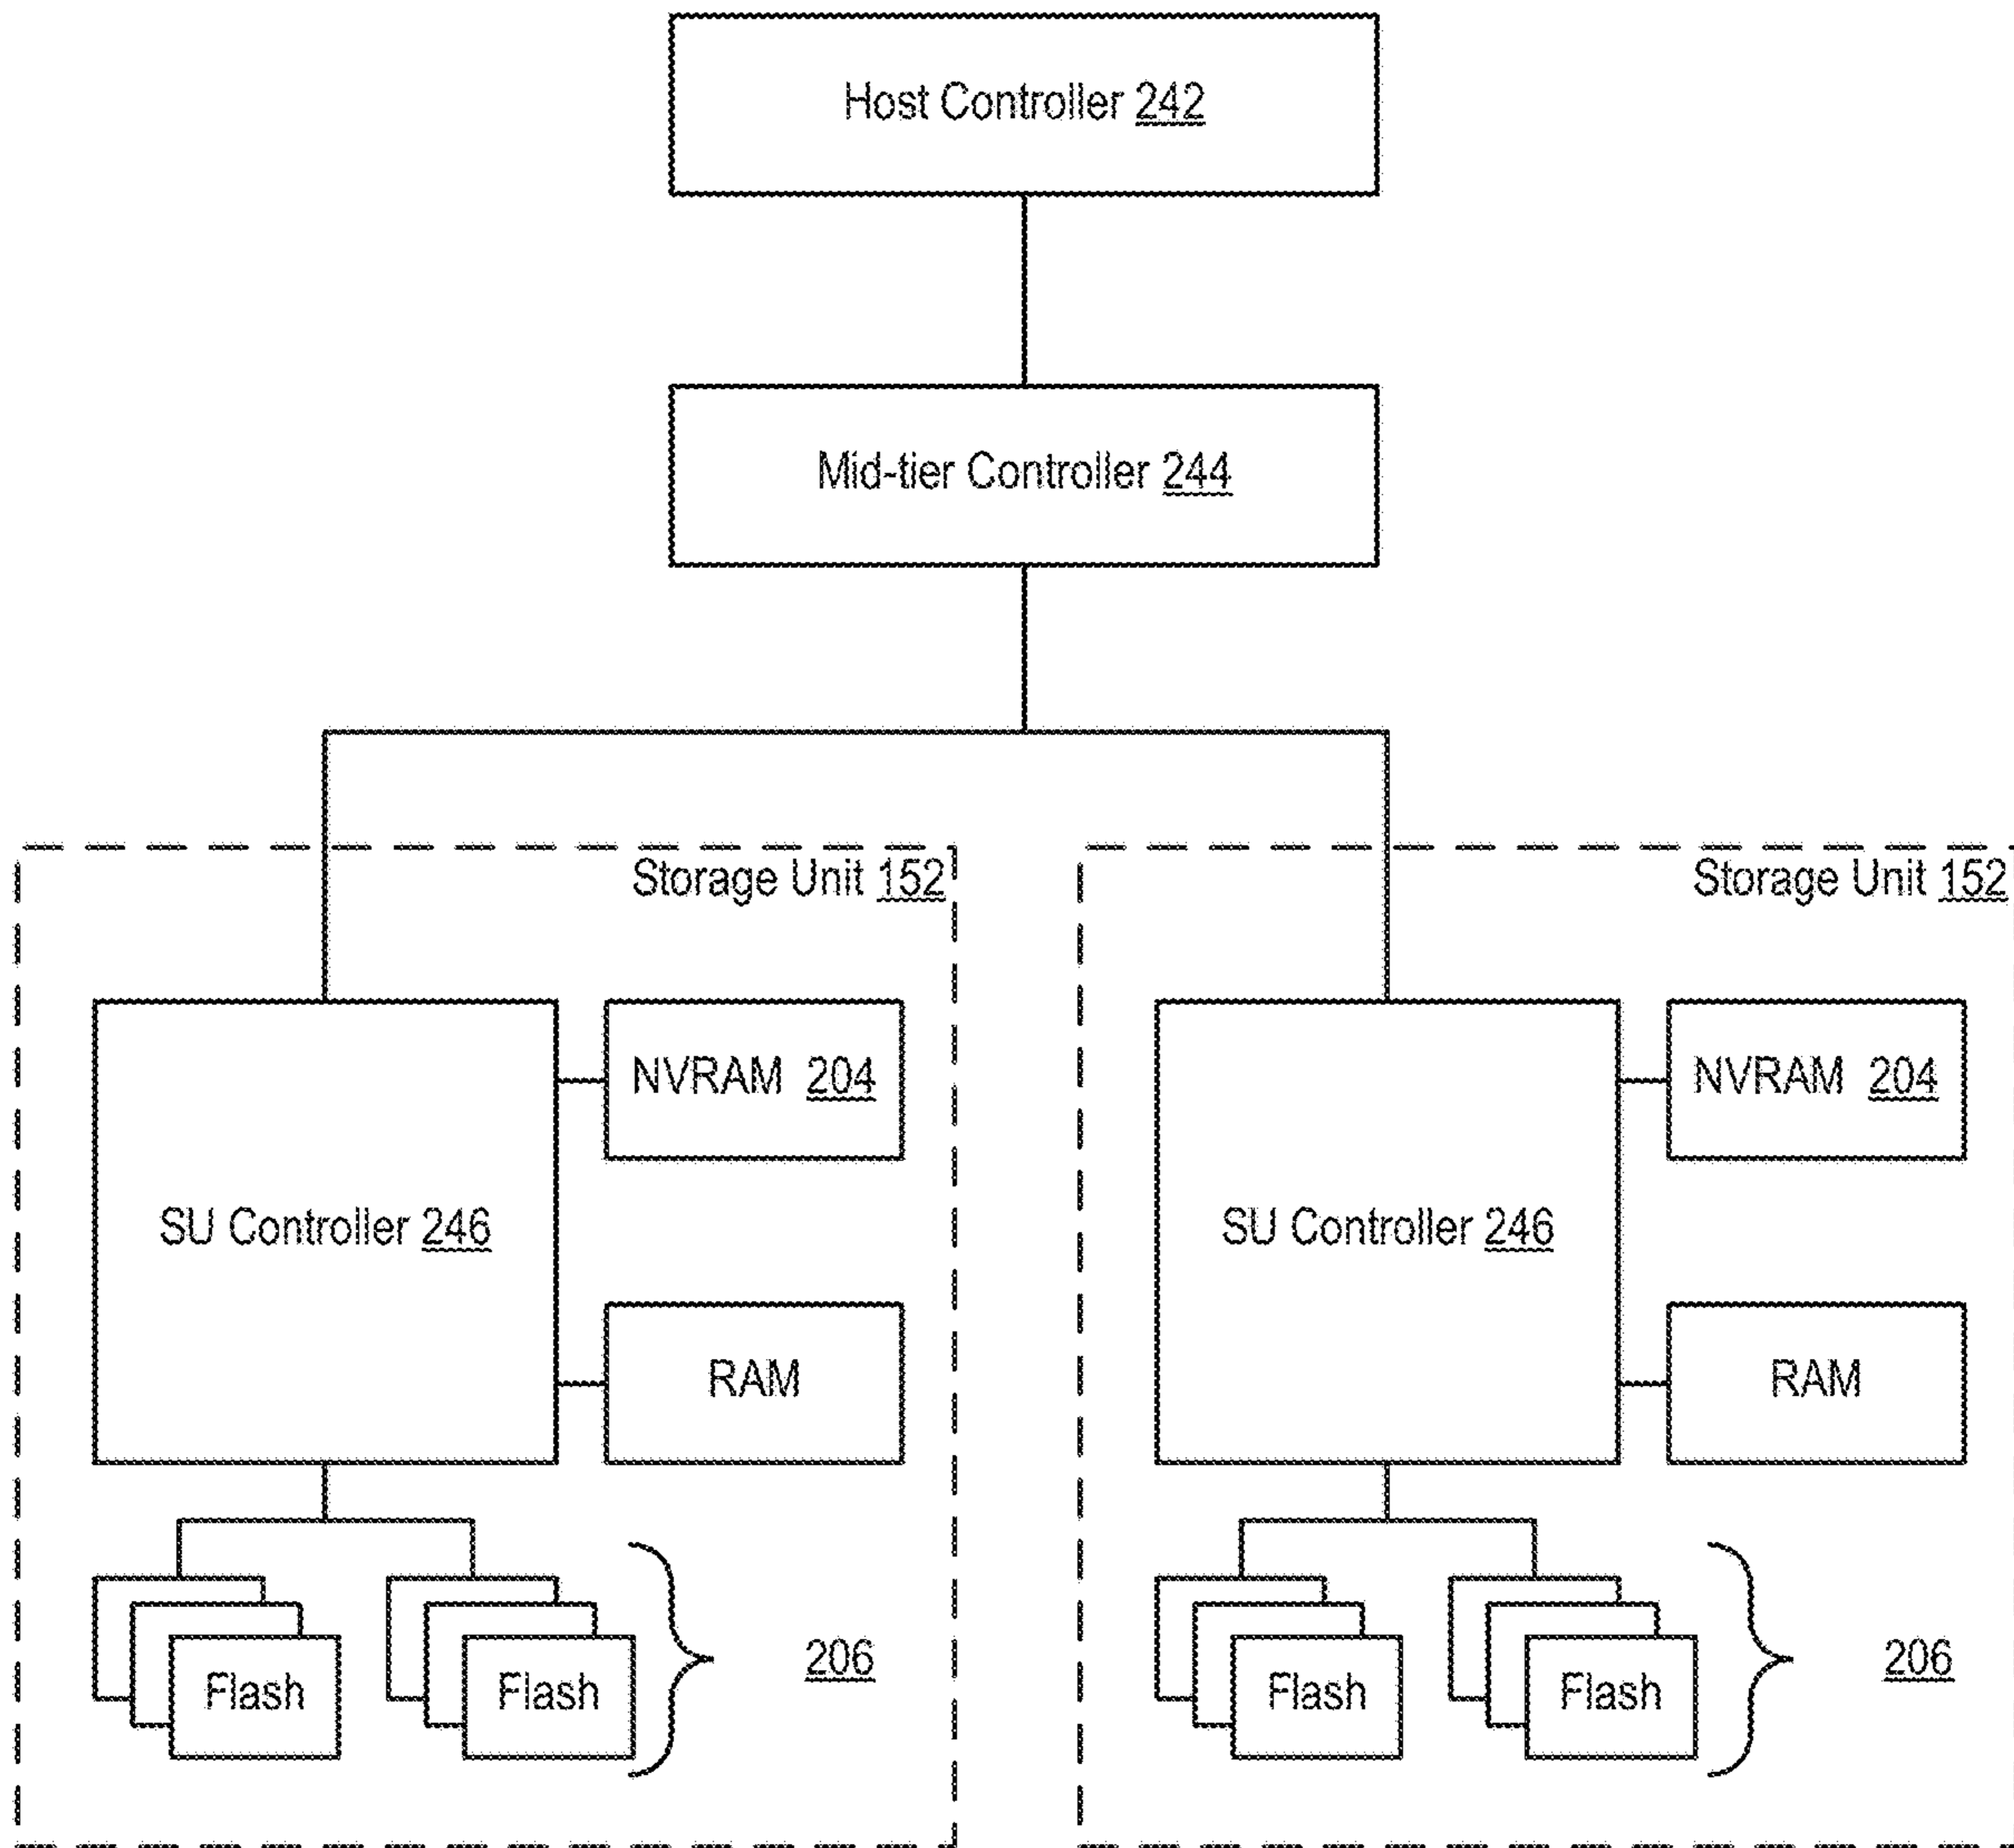 Host Controller 242
Mid-tier Controller 244
Storage Unit 152
NVRAM 204
SU Controller 246
RAM
Flash
Flash
206
Storage Unit 152
NVRAM 204
SU Controller 246
RAM
Flash
Flash
206